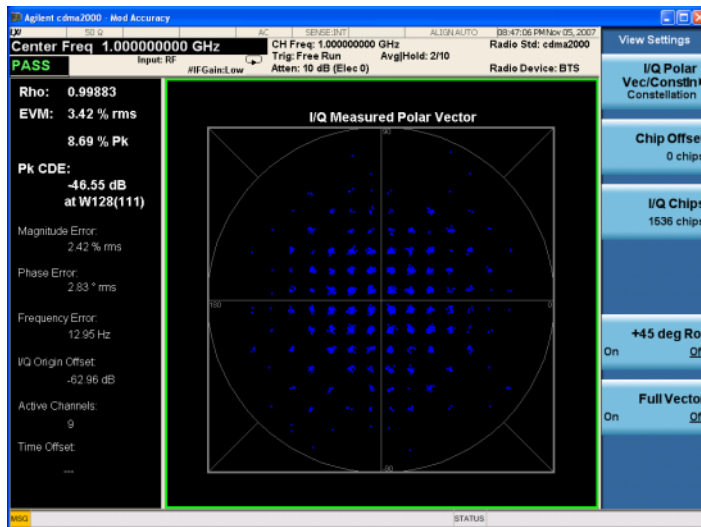 Agilent cdma2000 - Mod Accuracy
50 Ω AC SENSE:INT ALIGN AUTO 08:47:06 PM Nov 05, 2007
Center Freq 1.000000000 GHz
CH Freq: 1.000000000 GHz
Radio Std: cdma2000
Trig: Free Run Avg|Hold: 2/10
PASS
Input: RF
#IFGain:Low
Atten: 10 dB (Elec 0)
Radio Device: BTS
Rho: 0.99883
EVM: 3.42 % rms
8.69 % Pk
Pk CDE:
-46.55 dB
at W128(111)
Magnitude Error:
2.42 % rms
Phase Error:
2.83 ° rms
Frequency Error:
12.95 Hz
I/Q Origin Offset:
-62.96 dB
Active Channels:
9
Time Offset:
---
I/Q Measured Polar Vector
90
180
0
-90
View Settings
I/Q Polar
Vec/Constln
Constellation
Chip Offse
0 chips
I/Q Chips
1536 chips
+45 deg Ro
On Of
Full Vecto
On Of
MSG
STATUS